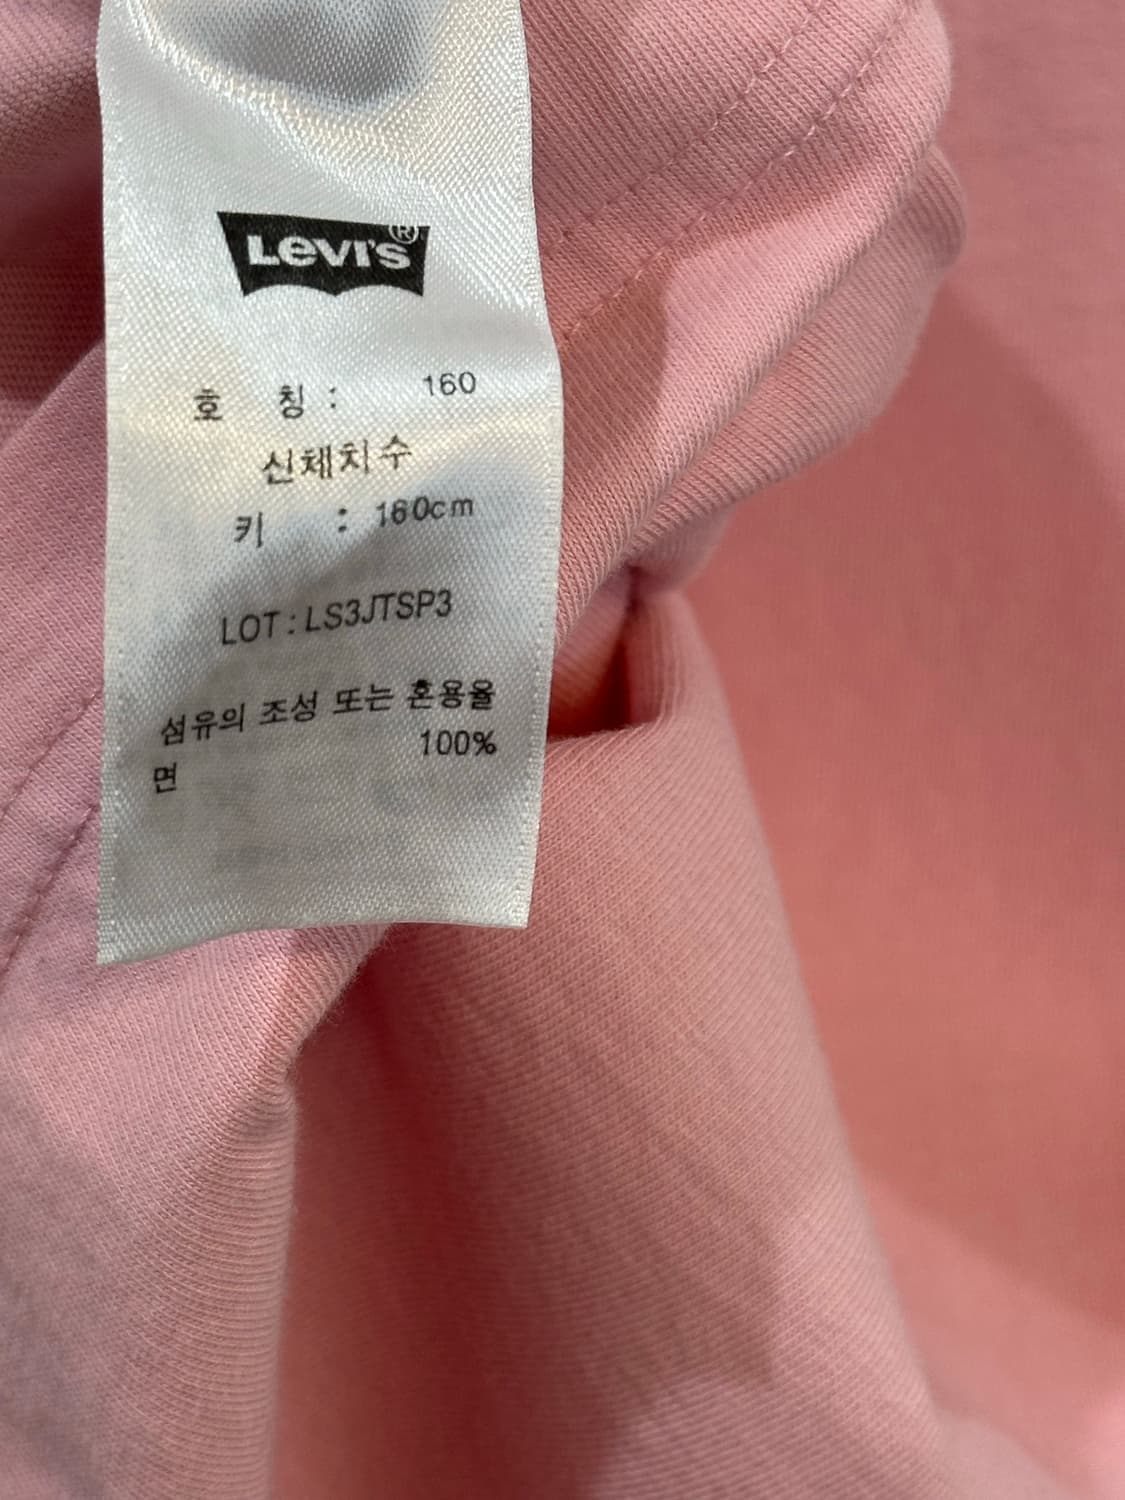 Levi's®
호 칭 : 160
신체치수
키 : 160cm
LOT : LS3JTSP3
섬유의 조성 또는 혼용율
면 100%